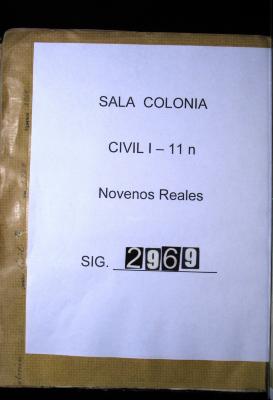 SALA COLONIA
CIVIL I – 11 n
Novenos Reales
SIG. 2969